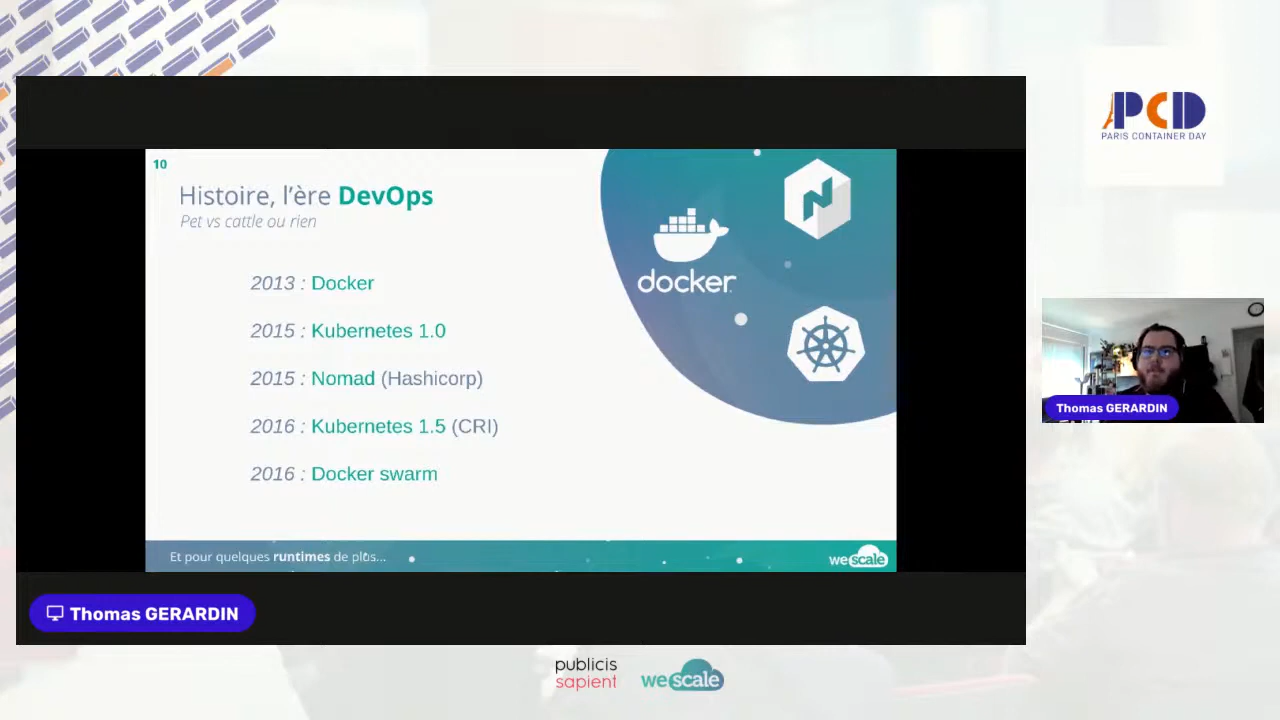 PCD
PARIS CONTAINER DAY
10
Histoire, l'ère DevOps
Pet vs cattle ou rien
docker
2013 : Docker
2015 : Kubernetes 1.0
2015 : Nomad (Hashicorp)
2016 : Kubernetes 1.5 (CRI)
2016 : Docker swarm
Et pour quelques runtimes de plus...
wescale
Thomas GERARDIN
Thomas GERARDIN
publicis
sapient
wescale